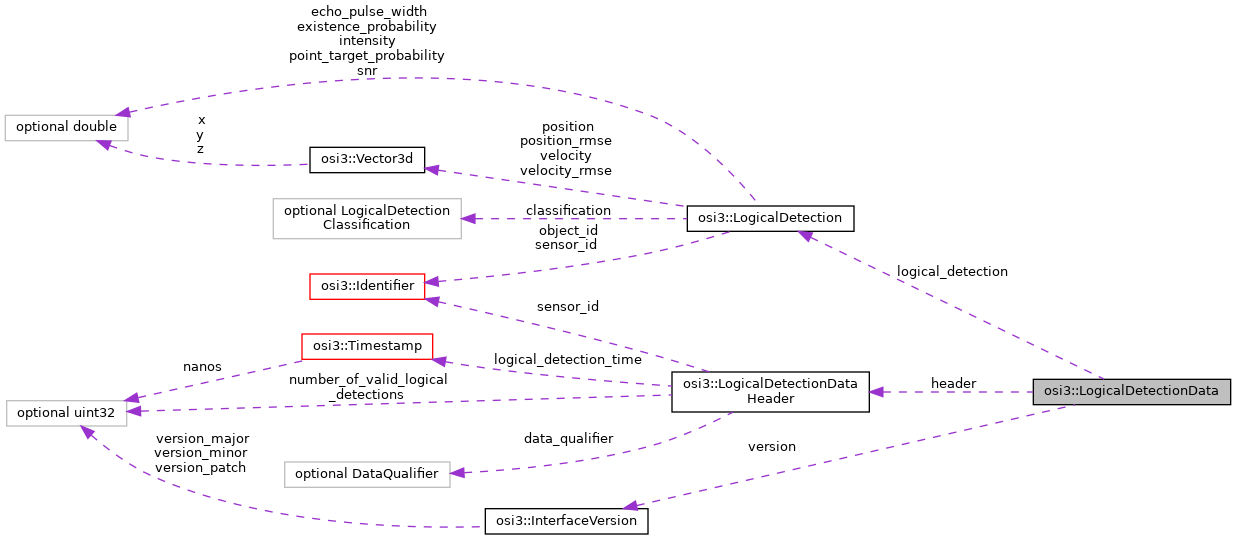 echo_pulse_width
existence_probability
intensity
point_target_probability
snr
optional double
x
y
z
osi3::Vector3d
position
position_rmse
velocity
velocity_rmse
optional LogicalDetection
Classification
classification
osi3::LogicalDetection
object_id
sensor_id
logical_detection
osi3::Identifier
sensor_id
osi3::Timestamp
logical_detection_time
nanos
number_of_valid_logical
_detections
osi3::LogicalDetectionData
Header
header
osi3::LogicalDetectionData
optional uint32
version_major
version_minor
version_patch
data_qualifier
version
optional DataQualifier
osi3::InterfaceVersion